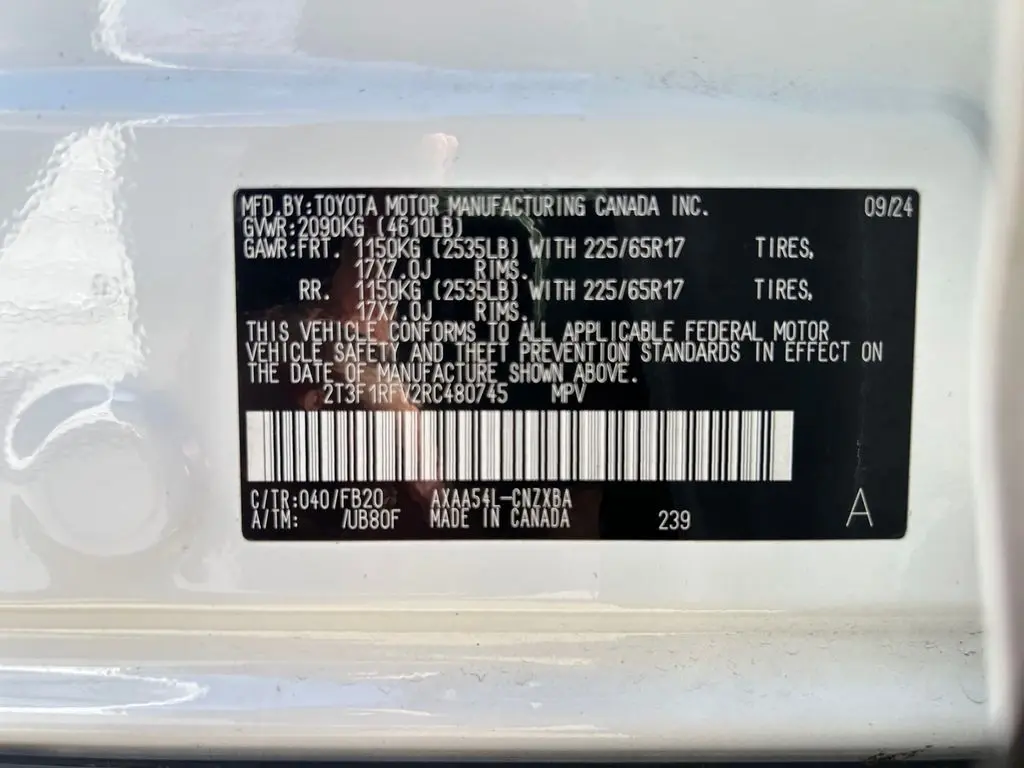 MFD.BY:TOYOTA MOTOR MANUFACTURING CANADA INC. 09/24
GVWR:2090KG (4610LB)
GAWR:FRT. 1150KG (2535LB) WITH 225/65R17 TIRES,
17X7.0J RIMS.
RR. 1150KG (2535LB) WITH 225/65R17 TIRES,
17X7.0J RIMS.
THIS VEHICLE CONFORMS TO ALL APPLICABLE FEDERAL MOTOR
VEHICLE SAFETY AND THEFT PREVENTION STANDARDS IN EFFECT ON
THE DATE OF MANUFACTURE SHOWN ABOVE.
2T3F1RFV2RC480745 MPV
C/TR:040/FB20 AXAA54L-CNZXBA
A/TM: /UB80F MADE IN CANADA 239 A